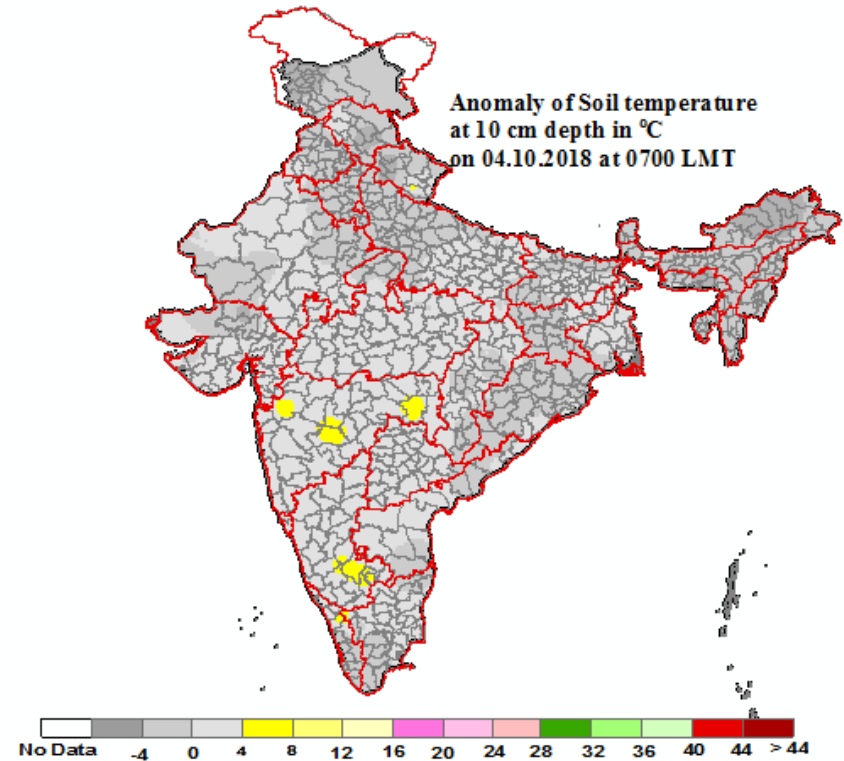 Anomaly of Soil temperature
at 10 cm depth in °C
on 04.10.2018 at 0700 LMT
No Data -4 0 4 8 12 16 20 24 28 32 36 40 44 > 44